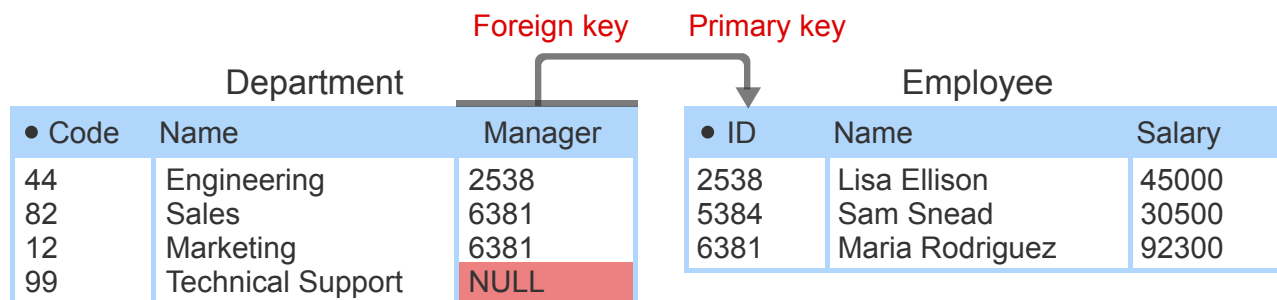 Foreign key Primary key
Department Employee
• Code Name Manager • ID Name Salary
44 Engineering 2538 2538 Lisa Ellison 45000
82 Sales 6381 5384 Sam Snead 30500
12 Marketing 6381 6381 Maria Rodriguez 92300
99 Technical Support NULL